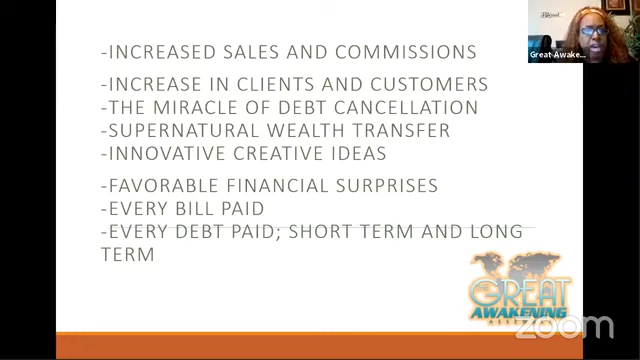 -INCREASED SALES AND COMMISSIONS
-INCREASE IN CLIENTS AND CUSTOMERS
-THE MIRACLE OF DEBT CANCELLATION
-SUPERNATURAL WEALTH TRANSFER
-INNOVATIVE CREATIVE IDEAS
-FAVORABLE FINANCIAL SURPRISES
-EVERY BILL PAID
-EVERY DEBT PAID; SHORT TERM AND LONG
TERM
Great Awake...
GREAT
AWAKENING
zoom